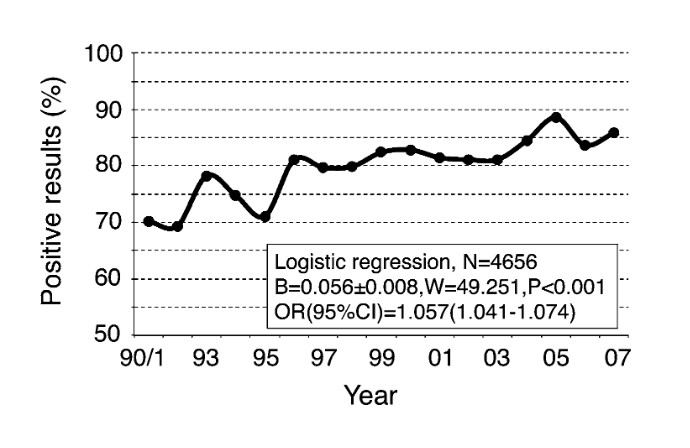 100
90
80
70
60
50
Positive results (%)
Logistic regression, N=4656
B=0.056±0.008,W=49.251,P<0.001
OR(95%CI)=1.057(1.041-1.074)
90/1 93 95 97 99 01 03 05 07
Year